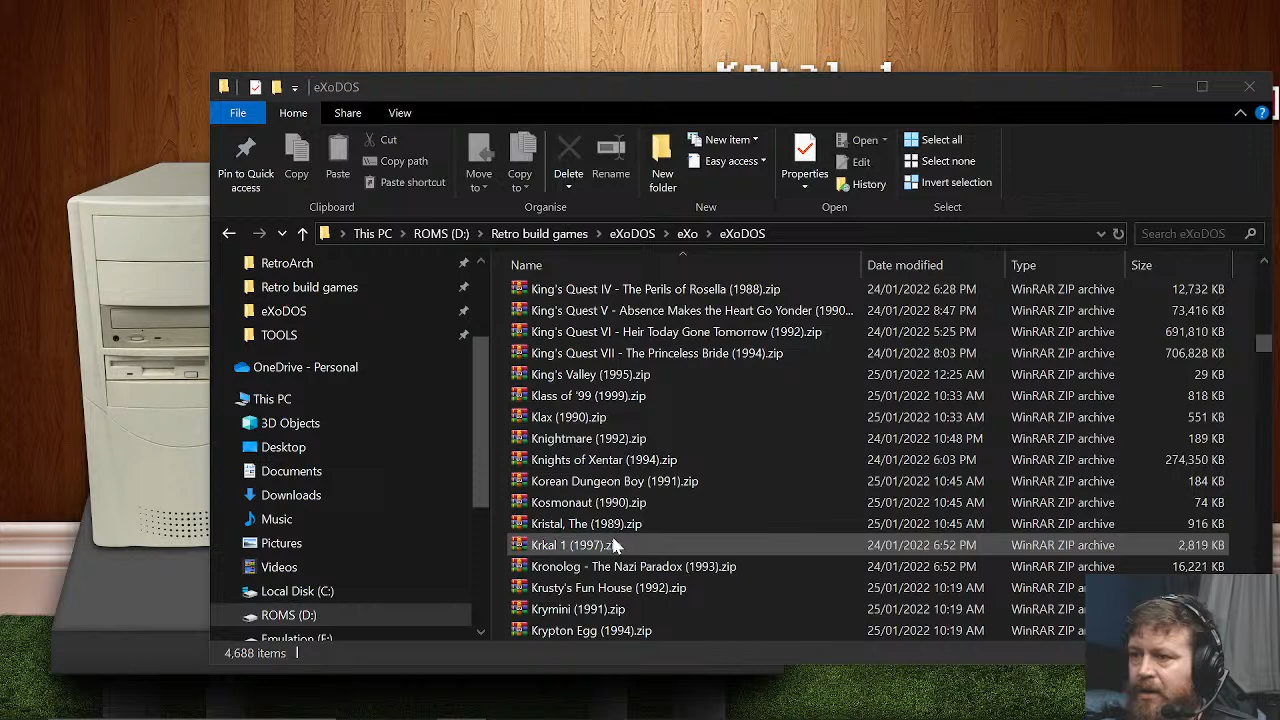 Krkal 1
eXoDOS
File Home Share View
Pin to Quick access
Copy
Paste
Cut
Copy path
Paste shortcut
Clipboard
Move to
Copy to
Delete
Rename
Organise
New folder
New item
Easy access
New
Properties
Open
Edit
History
Open
Select all
Select none
Invert selection
Select
This PC > ROMS (D:) > Retro build games > eXoDOS > eXo > eXoDOS
Search eXoDOS
RetroArch
Retro build games
eXoDOS
TOOLS
OneDrive - Personal
This PC
3D Objects
Desktop
Documents
Downloads
Music
Pictures
Videos
Local Disk (C:)
ROMS (D:)
Emulation (E:)
Name Date modified Type Size
King's Quest IV - The Perils of Rosella (1988).zip 24/01/2022 6:28 PM WinRAR ZIP archive 12,732 KB
King's Quest V - Absence Makes the Heart Go Yonder (1990... 24/01/2022 8:47 PM WinRAR ZIP archive 73,416 KB
King's Quest VI - Heir Today Gone Tomorrow (1992).zip 24/01/2022 5:25 PM WinRAR ZIP archive 691,810 KB
King's Quest VII - The Princeless Bride (1994).zip 24/01/2022 8:03 PM WinRAR ZIP archive 706,828 KB
King's Valley (1995).zip 25/01/2022 12:25 AM WinRAR ZIP archive 29 KB
Klass of '99 (1999).zip 25/01/2022 10:33 AM WinRAR ZIP archive 818 KB
Klax (1990).zip 25/01/2022 10:33 AM WinRAR ZIP archive 551 KB
Knightmare (1992).zip 24/01/2022 10:48 PM WinRAR ZIP archive 189 KB
Knights of Xentar (1994).zip 24/01/2022 6:03 PM WinRAR ZIP archive 274,350 KB
Korean Dungeon Boy (1991).zip 25/01/2022 10:45 AM WinRAR ZIP archive 184 KB
Kosmonaut (1990).zip 25/01/2022 10:45 AM WinRAR ZIP archive 74 KB
Kristal, The (1989).zip 25/01/2022 10:45 AM WinRAR ZIP archive 916 KB
Krkal 1 (1997).zip 24/01/2022 6:52 PM WinRAR ZIP archive 2,819 KB
Kronolog - The Nazi Paradox (1993).zip 24/01/2022 6:52 PM WinRAR ZIP archive 16,221 KB
Krusty's Fun House (1992).zip 25/01/2022 10:19 AM WinRAR ZIP
Krymini (1991).zip 25/01/2022 10:19 AM WinRAR ZIP
Krypton Egg (1994).zip 25/01/2022 10:19 AM WinRAR ZIP
4,688 items